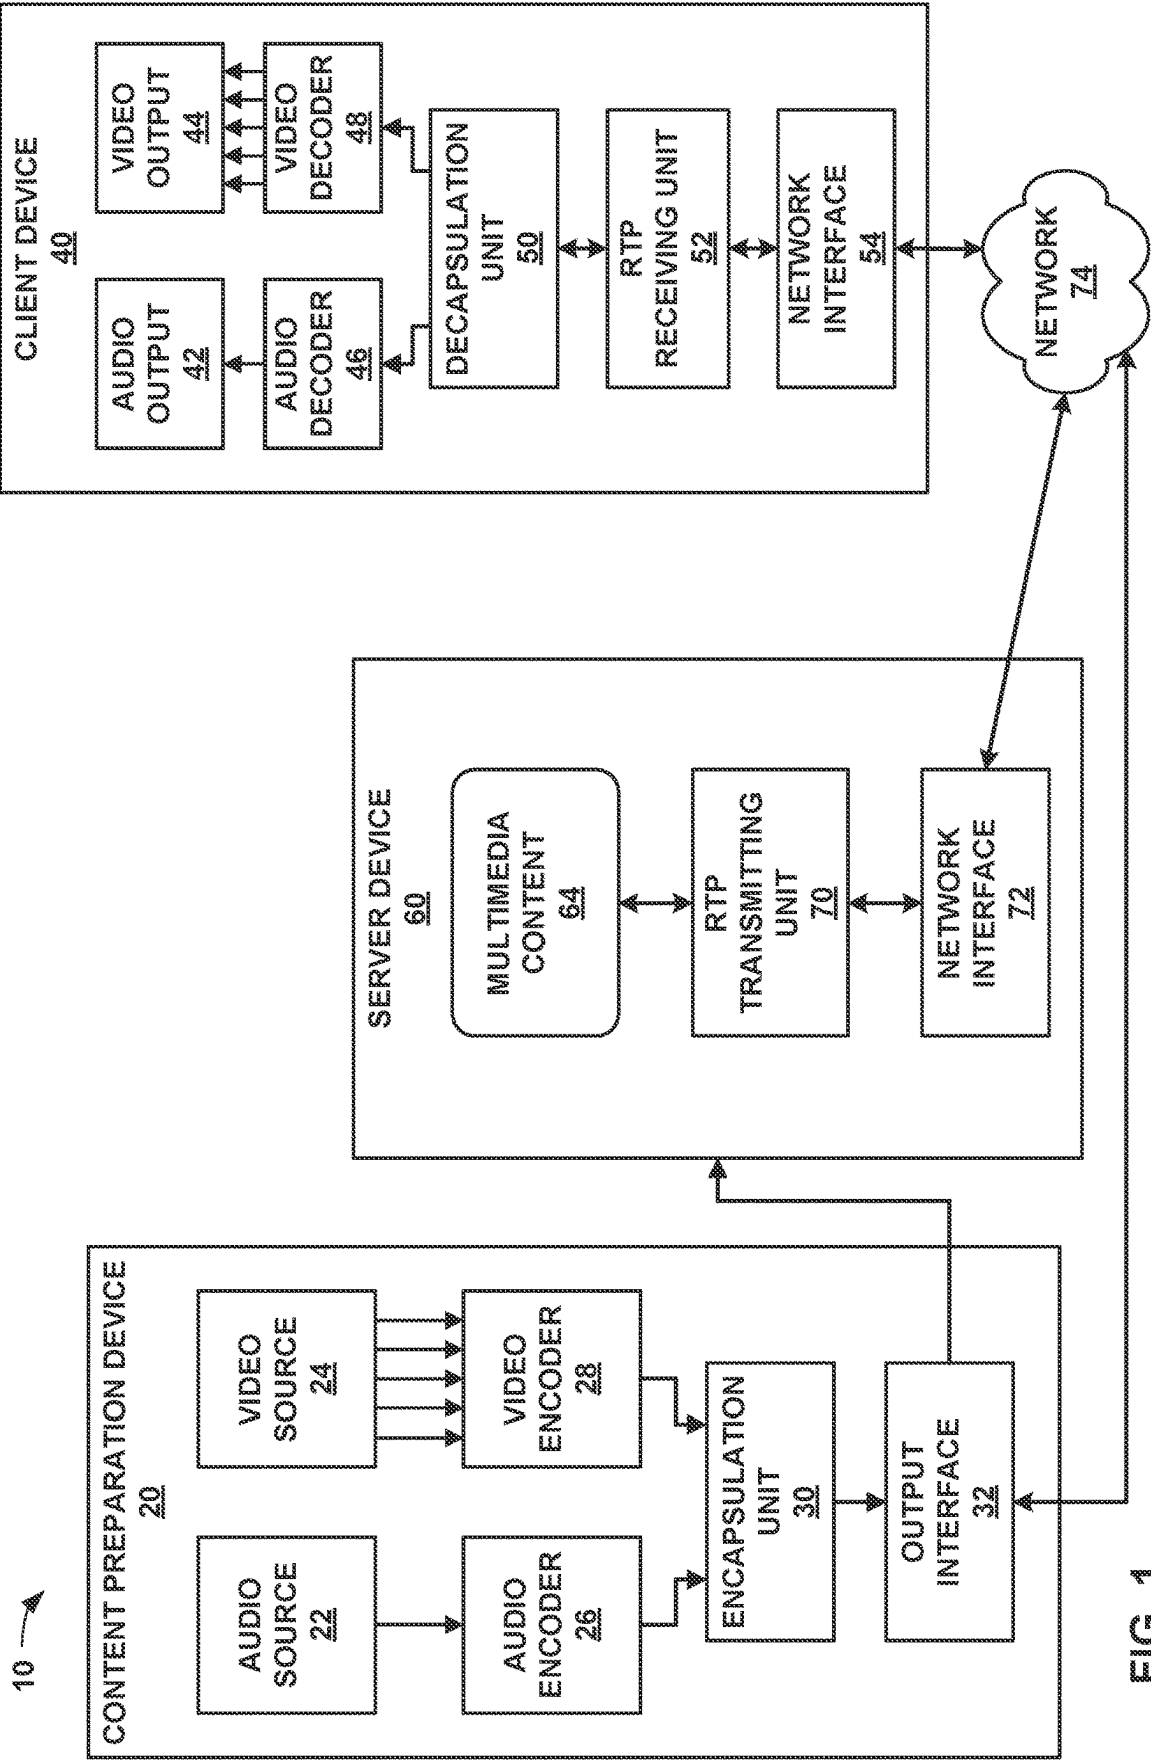 10
CONTENT PREPARATION DEVICE
20
AUDIO
SOURCE
22
VIDEO
SOURCE
24
AUDIO
ENCODER
26
VIDEO
ENCODER
28
ENCAPSULATION
UNIT
30
OUTPUT
INTERFACE
32
SERVER DEVICE
60
MULTIMEDIA
CONTENT
64
RTP
TRANSMITTING
UNIT
70
NETWORK
INTERFACE
72
CLIENT DEVICE
40
AUDIO
OUTPUT
42
VIDEO
OUTPUT
44
AUDIO
DECODER
46
VIDEO
DECODER
48
DECAPSULATION
UNIT
50
RTP
RECEIVING UNIT
52
NETWORK
INTERFACE
54
NETWORK
74
FIG. 1